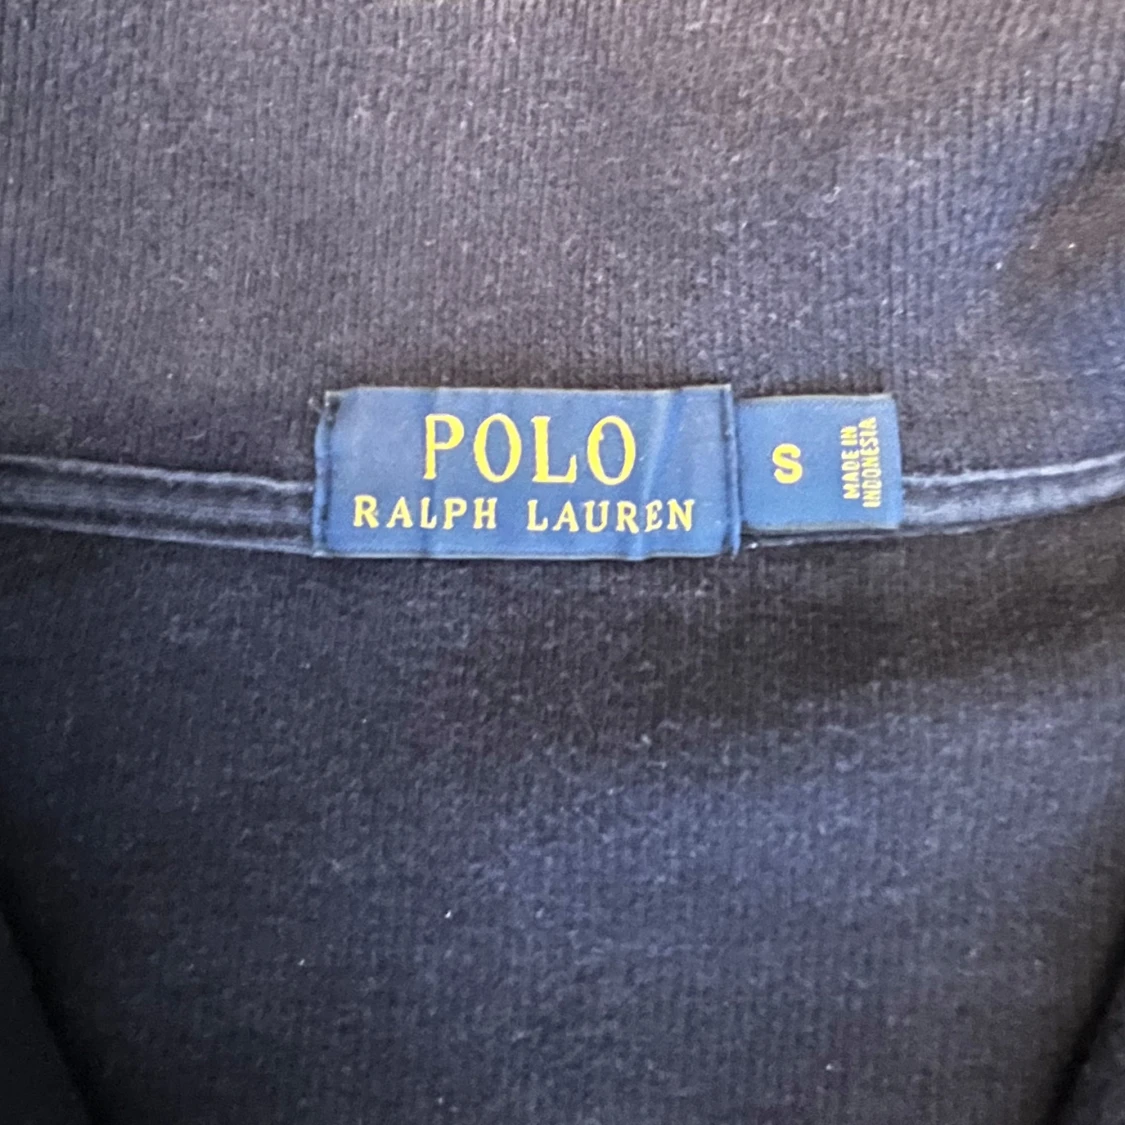 POLO
RALPH LAUREN
S
MADE IN
INDONESIA